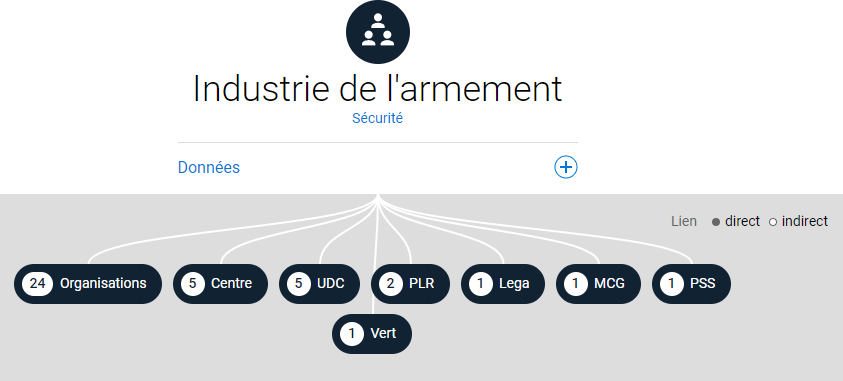 Industrie de l'armement
Sécurité
Données
Lien direct indirect
24 Organisations 5 Centre 5 UDC 2 PLR 1 Lega 1 MCG 1 PSS
1 Vert